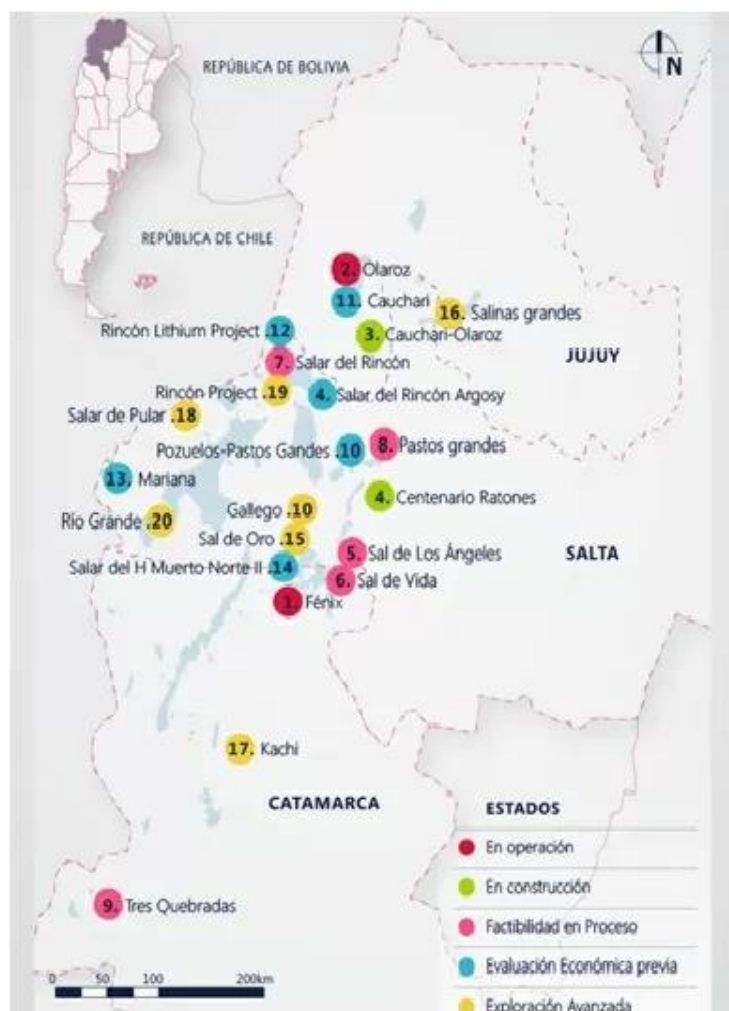 REPÚBLICA DE BOLIVIA
N
REPÚBLICA DE CHILE
2. Olaroz
11. Cauchari
16. Salinas grandes
Rincón Lithium Project .12
3. Cauchari-Olaroz
JUJUY
7. Salar del Rincón
Rincón Project .19
4. Salar del Rincón Argosy
Salar de Pular .18
Pozuelos-Pastos Gandes .10
8. Pastos grandes
13. Mariana
4. Centenario Ratones
Gallego .10
Río Grande .20
Sal de Oro .15
5. Sal de Los Ángeles
SALTA
Salar del H Muerto Norte II .14
6. Sal de Vida
1. Fénix
17. Kachi
CATAMARCA
ESTADOS
En operación
En construcción
9. Tres Quebradas
Factibilidad en Proceso
Evaluación Económica previa
0 50 100 200km
Exploración Avanzada